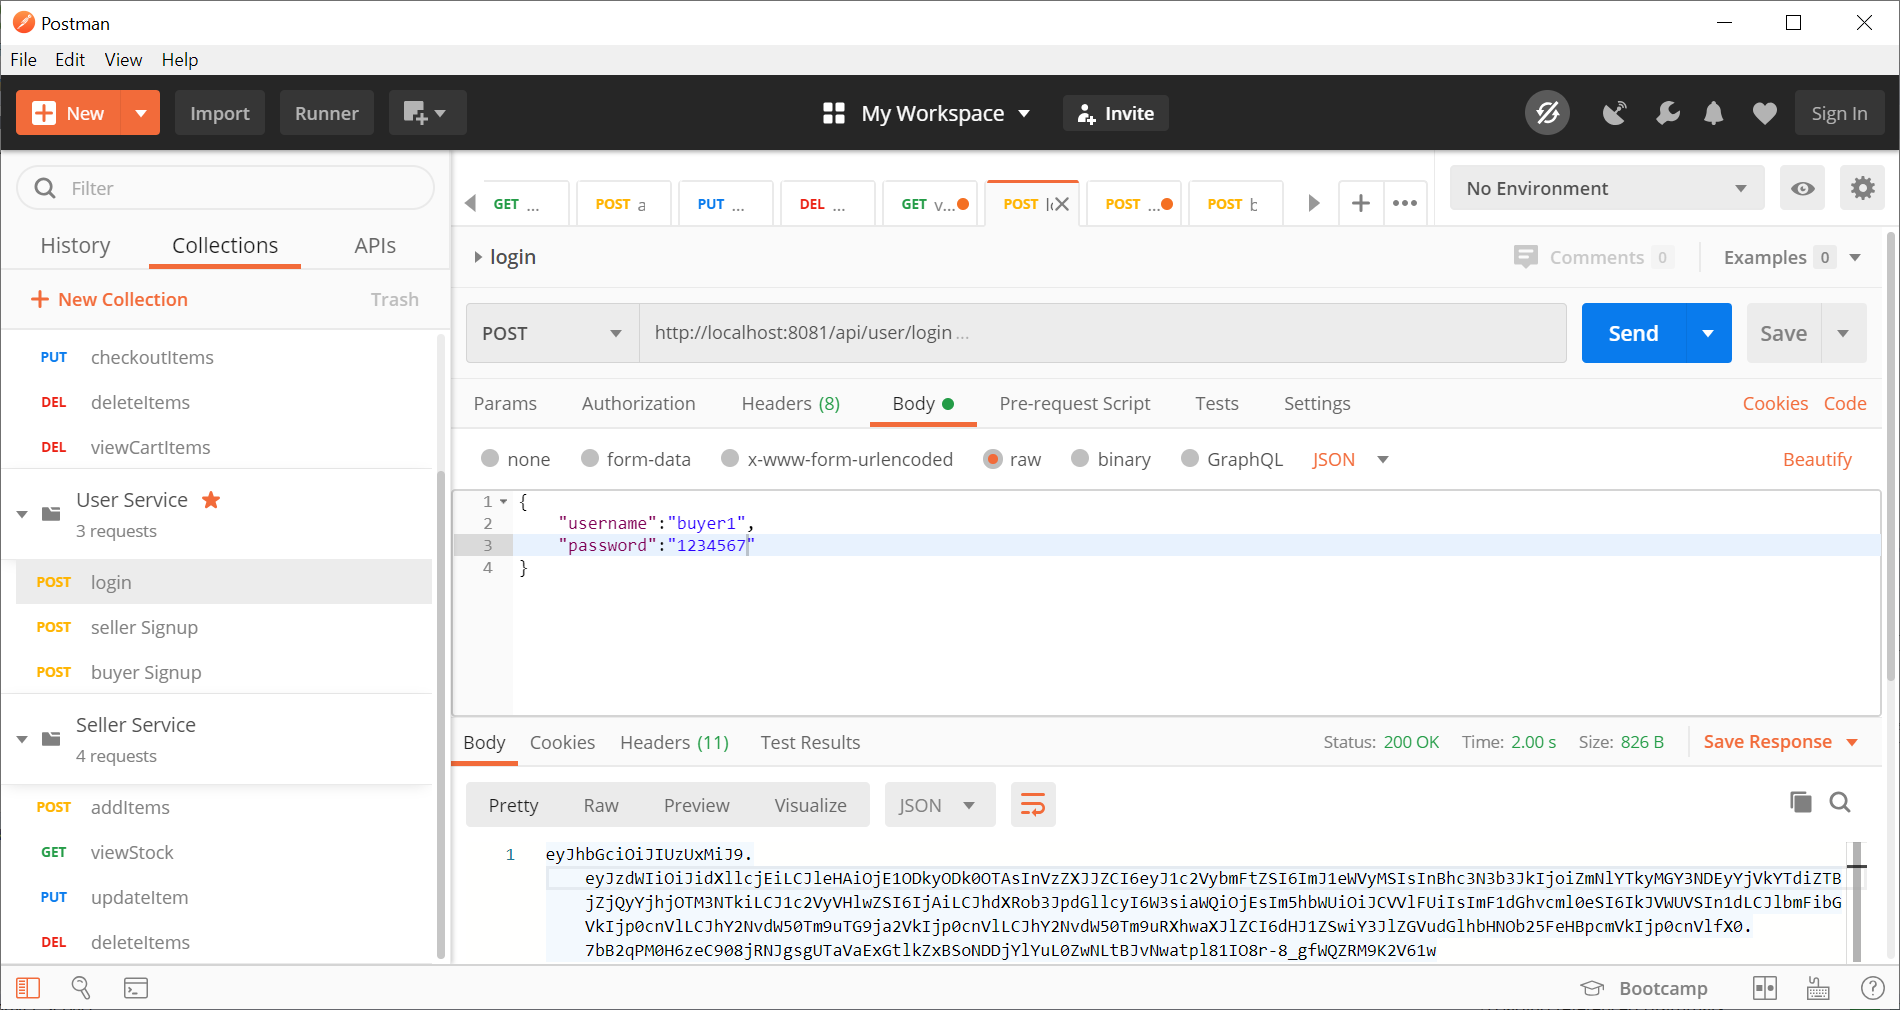 Postman
File Edit View Help
New Import Runner My Workspace Invite Sign In
Filter
GET ... POST a PUT ... DEL ... GET v... POST POST ... POST
No Environment
History Collections APIs
login Comments 0 Examples 0
New Collection Trash
POST http://localhost:8081/api/user/login ... Send Save
PUT checkoutItems
DEL deleteItems
DEL viewCartItems
User Service
3 requests
POST login
POST seller Signup
POST buyer Signup
Seller Service
4 requests
POST addItems
GET viewStock
PUT updateItem
DEL deleteItems
Params Authorization Headers (8) Body Pre-request Script Tests Settings Cookies Code
none form-data x-www-form-urlencoded raw binary GraphQL JSON Beautify
1 {
2 "username":"buyer1",
3 "password":"1234567"
4 }
Body Cookies Headers (11) Test Results Status: 200 OK Time: 2.00 s Size: 826 B Save Response
Pretty Raw Preview Visualize JSON
1 eyJhbGciOiJIUzUxMiJ9.
eyJzdWIiOiJidXllcjEiLCJleHAiOjE1ODkyODk0OTAsInVzZXJJZCI6eyJ1c2VybmFtZSI6ImJ1eWVyMSIsInBhc3N3b3JkIjoiZmNlYTkyMGY3NDEyYjVkYTdiZTB
jZjQyYjhjOTM3NTkiLCJ1c2VyVHlwZSI6IjAiLCJhdXRob3JpdGllcyI6W3siaWQiOjEsIm5hbWUiOiJCVVlFUiIsImF1dGhvcml0eSI6IkJVWUVSIn1dLCJlbmFibG
VkIjp0cnVlLCJhY2NvdW50Tm9uTG9ja2VkIjp0cnVlLCJhY2NvdW50Tm9uRXhwaXJlZCI6dHJ1ZSwiY3JlZGVudGlhbHNOb25FeHBpcmVkIjp0cnVlfX0.
7bB2qPM0H6zeC908jRNJgsgUTaVaExGtlkZxBSoNDDjYlYuL0ZwNLtBJvNwatpl81IO8r-8_gfWQZRM9K2V61w
Bootcamp